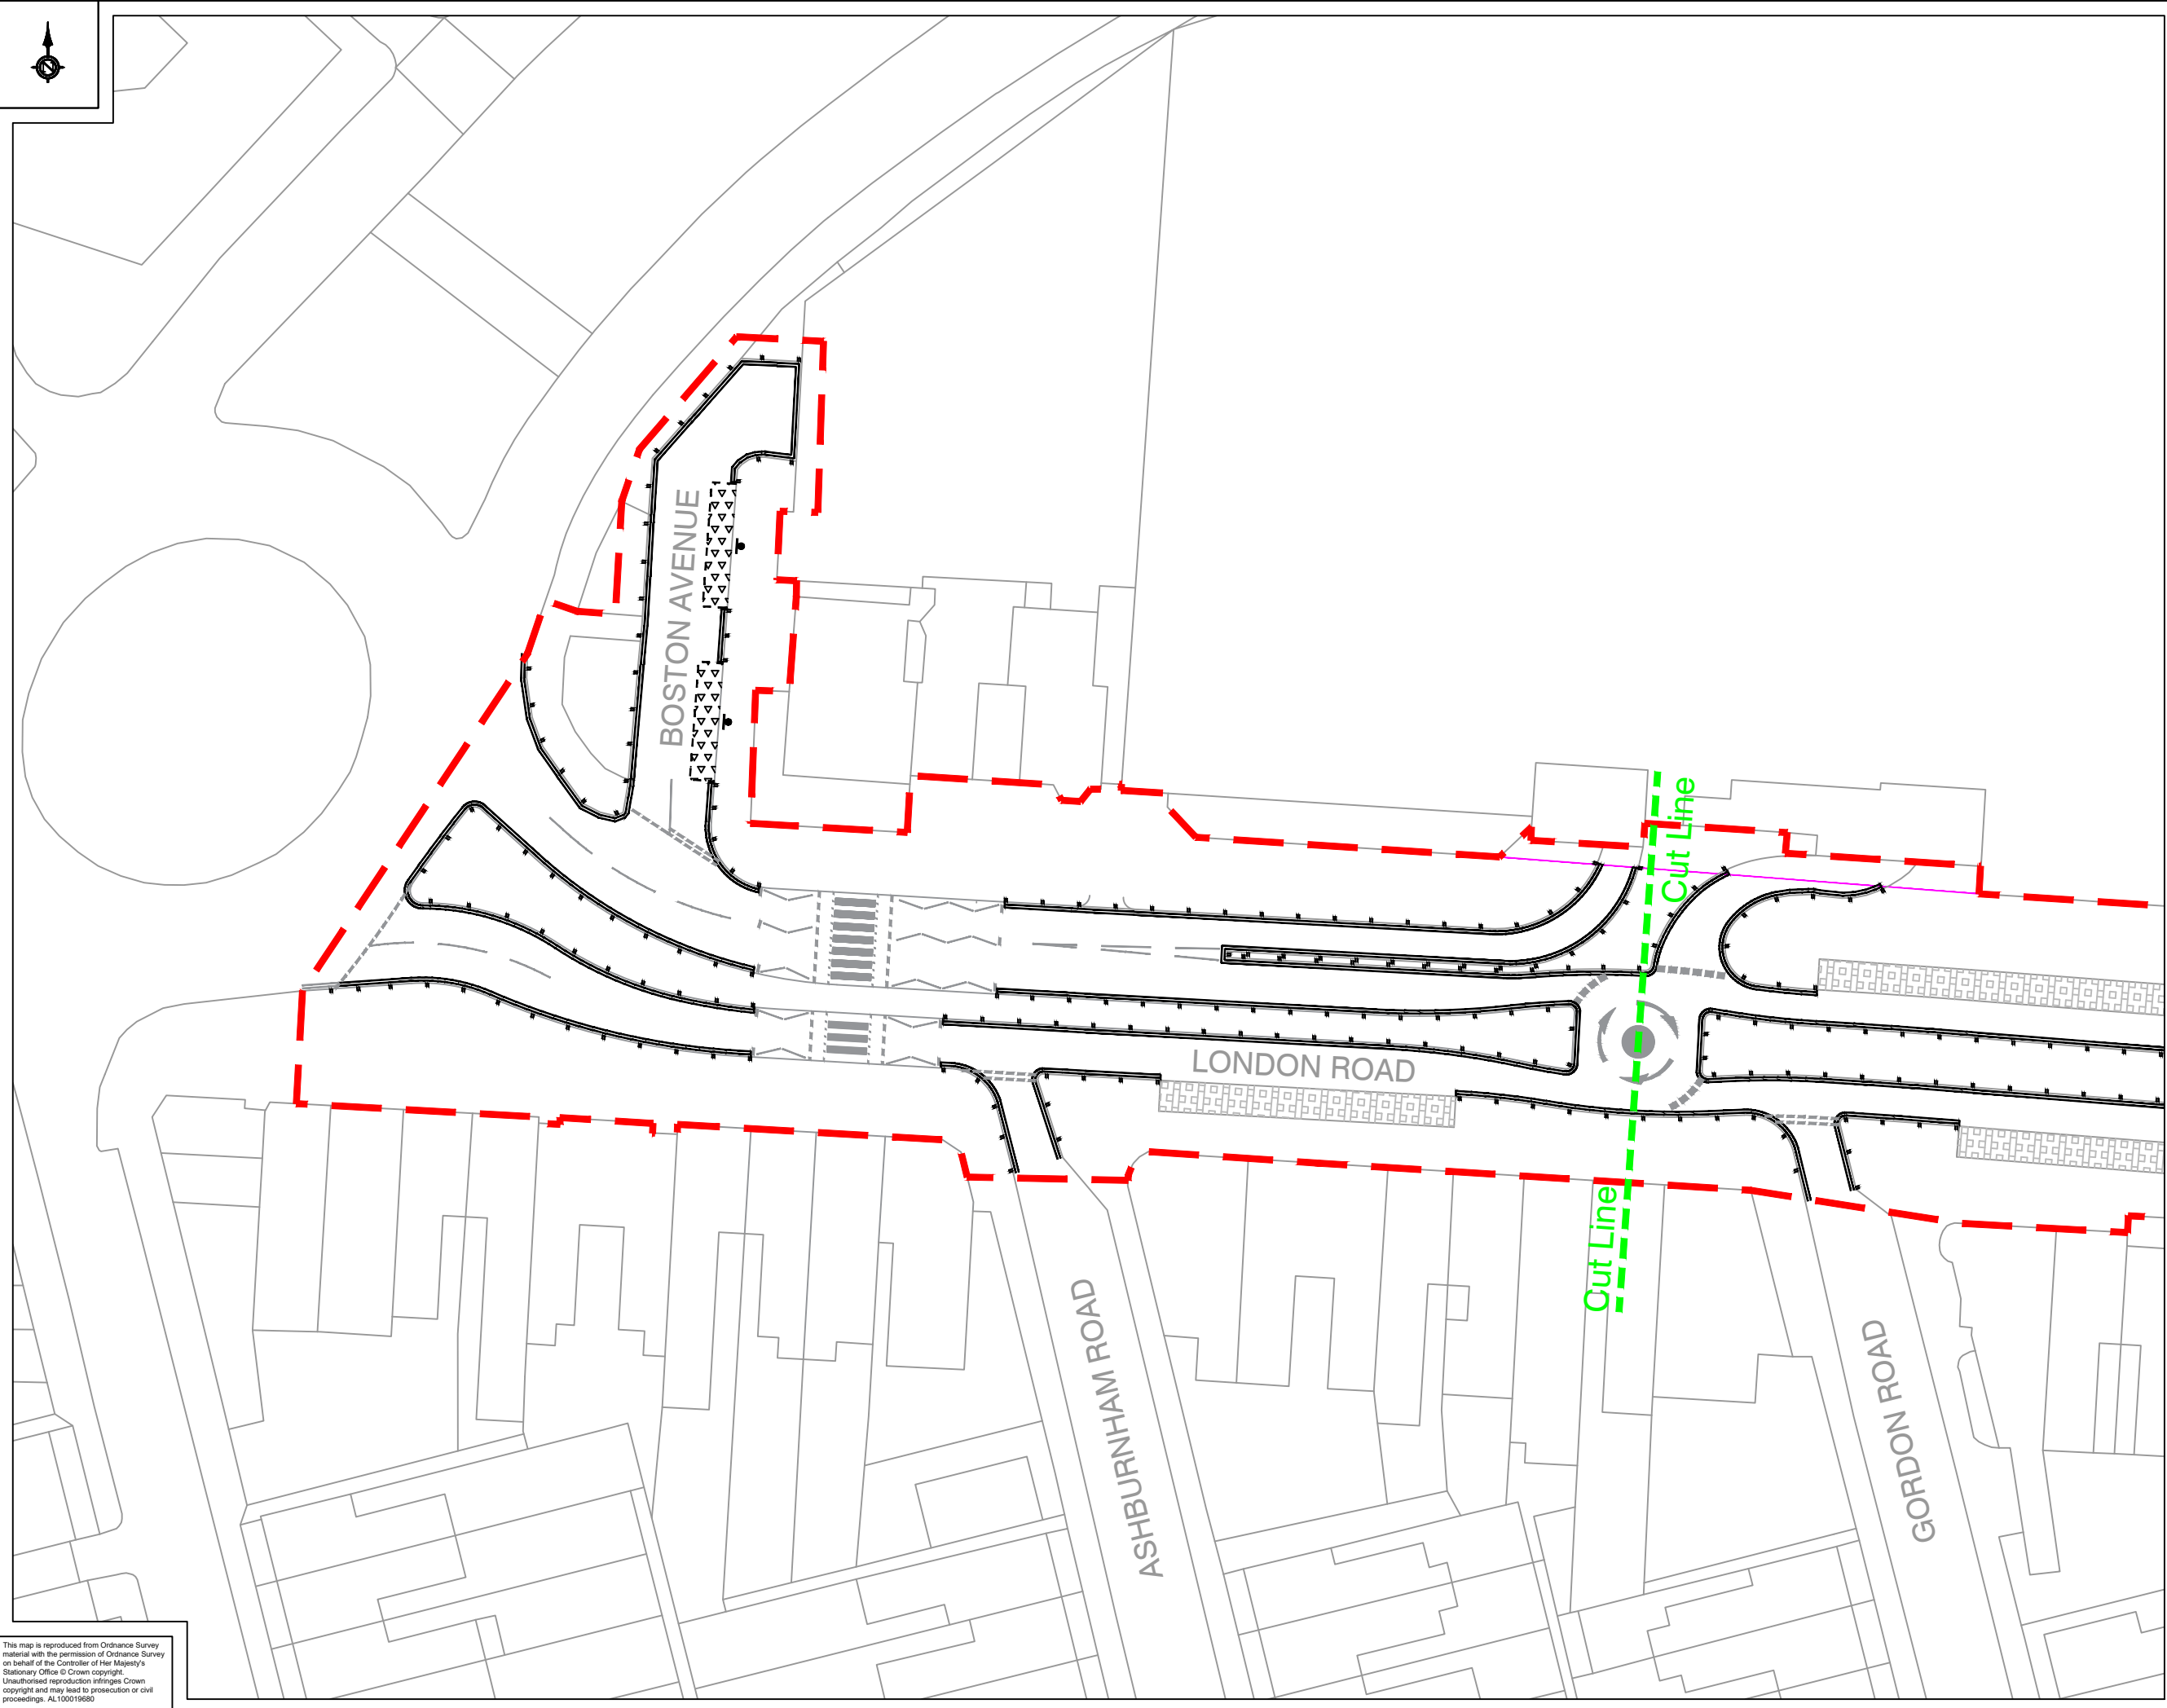 N
BOSTON AVENUE
Cut Line
LONDON ROAD
Cut Line
ASHBURNHAM ROAD
GORDON ROAD
This map is reproduced from Ordnance Survey
material with the permission of Ordnance Survey
on behalf of the Controller of Her Majesty's
Stationary Office © Crown copyright.
Unauthorised reproduction infringes Crown
copyright and may lead to prosecution or civil
proceedings. AL100019680